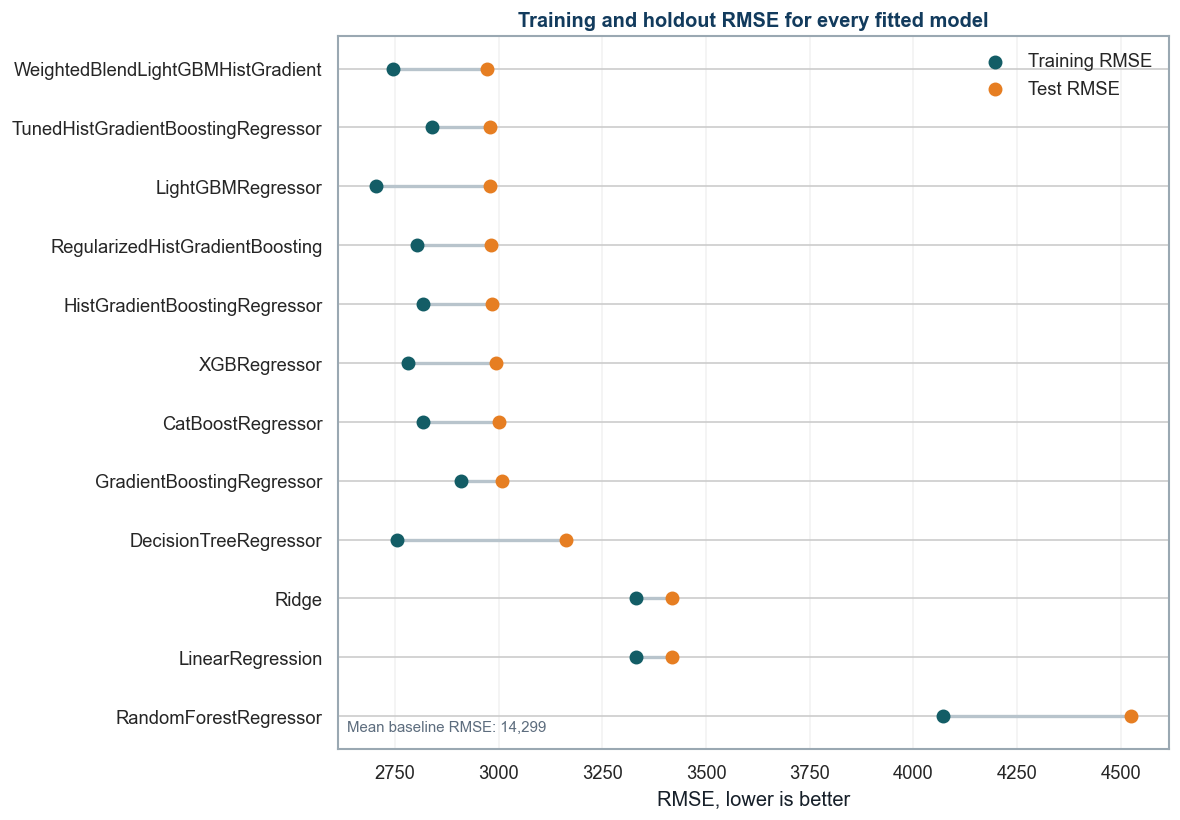 Training and holdout RMSE for every fitted model
Training RMSE
Test RMSE
WeightedBlendLightGBMHistGradient
TunedHistGradientBoostingRegressor
LightGBMRegressor
RegularizedHistGradientBoosting
HistGradientBoostingRegressor
XGBRegressor
CatBoostRegressor
GradientBoostingRegressor
DecisionTreeRegressor
Ridge
LinearRegression
RandomForestRegressor
Mean baseline RMSE: 14,299
2750 3000 3250 3500 3750 4000 4250 4500
RMSE, lower is better